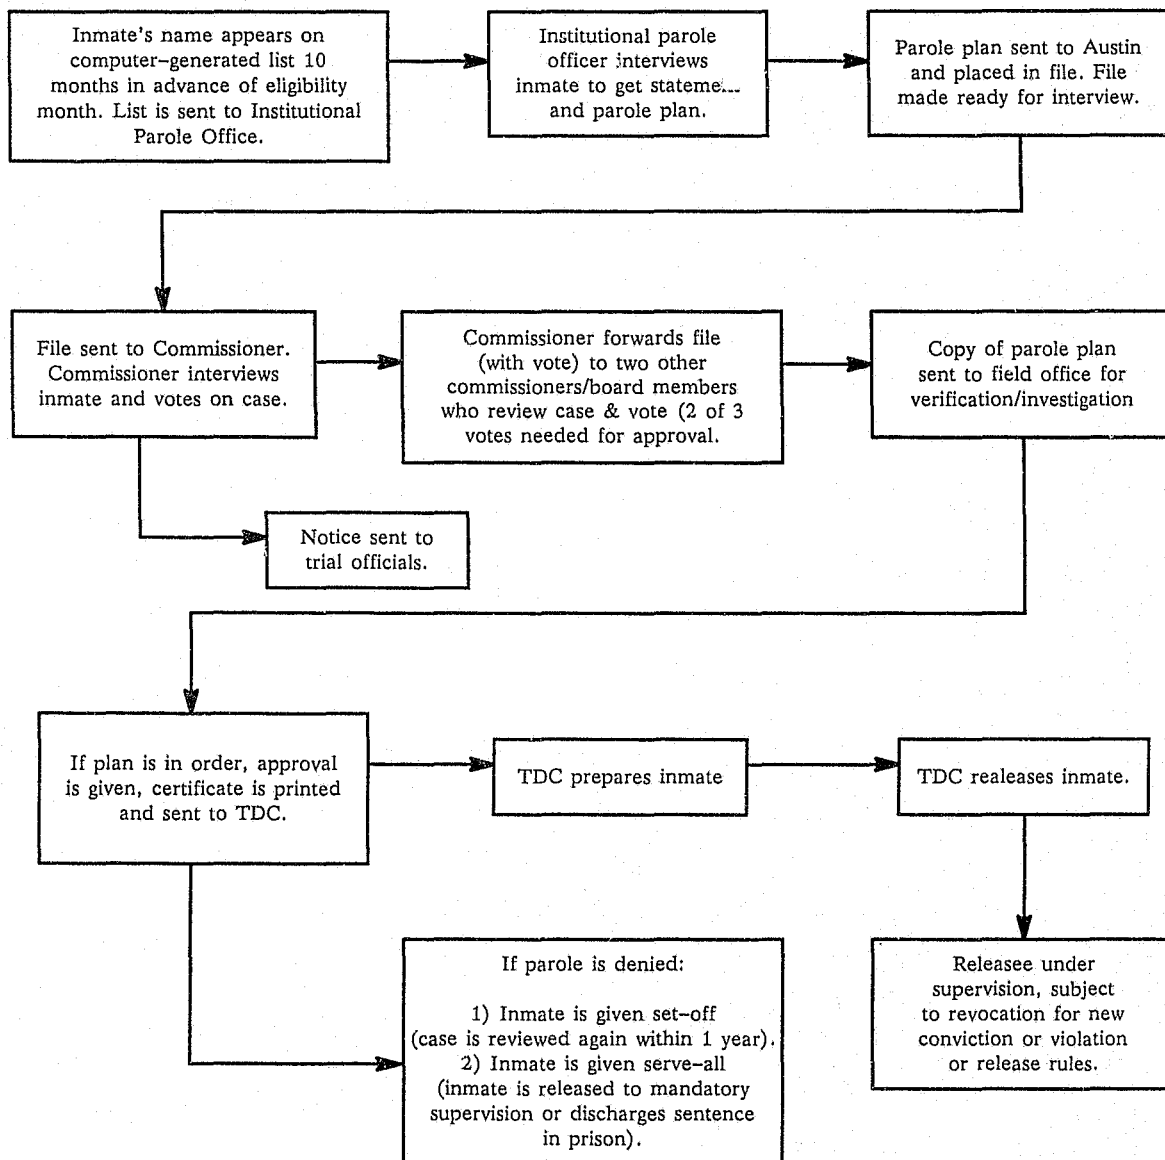 Inmate's name appears on
computer-generated list 10
months in advance of eligibility
month. List is sent to Institutional
Parole Office.
Institutional parole
officer interviews
inmate to get stateme...
and parole plan.
Parole plan sent to Austin
and placed in file. File
made ready for interview.
File sent to Commissioner.
Commissioner interviews
inmate and votes on case.
Commissioner forwards file
(with vote) to two other
commissioners/board members
who review case & vote (2 of 3
votes needed for approval.
Copy of parole plan
sent to field office for
verification/investigation
Notice sent to
trial officials.
If plan is in order, approval
is given, certificate is printed
and sent to TDC.
TDC prepares inmate
TDC realeases inmate.
If parole is denied:
1) Inmate is given set-off
(case is reviewed again within 1 year).
2) Inmate is given serve-all
(inmate is released to mandatory
supervision or discharges sentence
in prison).
Releasee under
supervision, subject
to revocation for new
conviction or violation
or release rules.